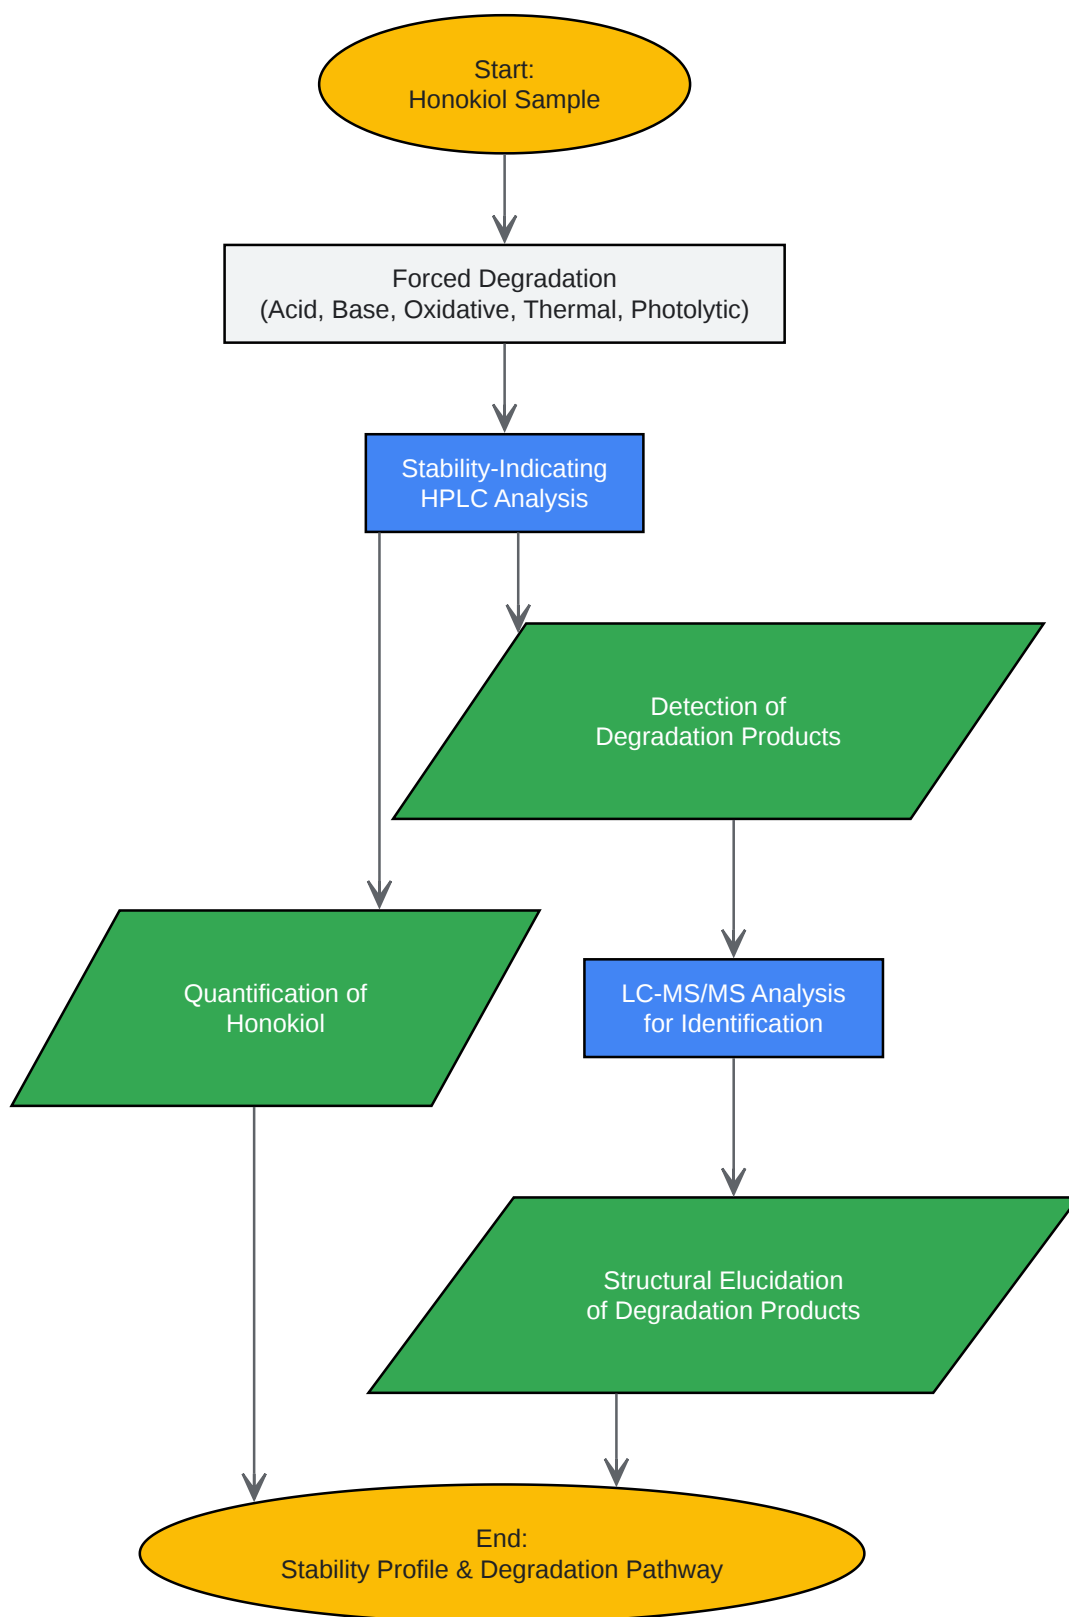 Start:
Honokiol Sample
Forced Degradation
(Acid, Base, Oxidative, Thermal, Photolytic)
Stability-Indicating
HPLC Analysis
Detection of
Degradation Products
Quantification of
Honokiol
LC-MS/MS Analysis
for Identification
Structural Elucidation
of Degradation Products
End:
Stability Profile & Degradation Pathway